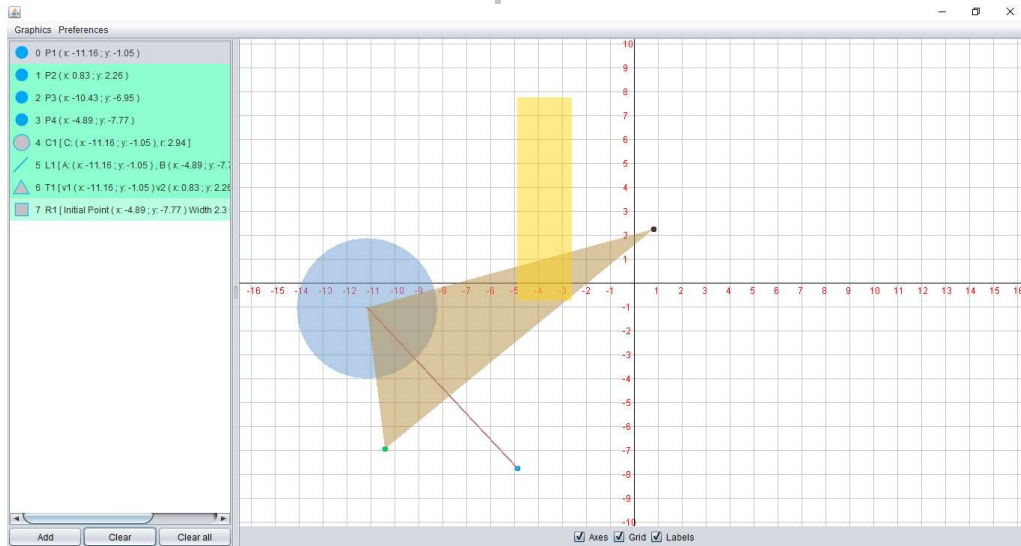 Graphics Preferences
0 P1 ( x: -11.16 ; y: -1.05 )
1 P2 ( x: 0.83 ; y: 2.26 )
2 P3 ( x: -10.43 ; y: -6.95 )
3 P4 ( x: -4.89 ; y: -7.77 )
4 C1 [ C: ( x: -11.16 ; y: -1.05 ), r: 2.94 ]
5 L1 [ A: ( x: -11.16 ; y: -1.05 ) , B ( x: -4.89 ; y: -7.7
6 T1 [ v1 ( x: -11.16 ; y: -1.05 ) v2 ( x: 0.83 ; y: 2.26
7 R1 [ Initial Point ( x: -4.89 ; y: -7.77 ) Width 2.3
10
9
8
7
6
5
4
3
2
1
-16 -15 -14 -13 -12 -11 -10 -9 -8 -7 -6 -5 -4 -3 -2 -1 1 2 3 4 5 6 7 8 9 10 11 12 13 14 15 16
-1
-2
-3
-4
-5
-6
-7
-8
-9
-10
Add Clear Clear all
Axes Grid Labels